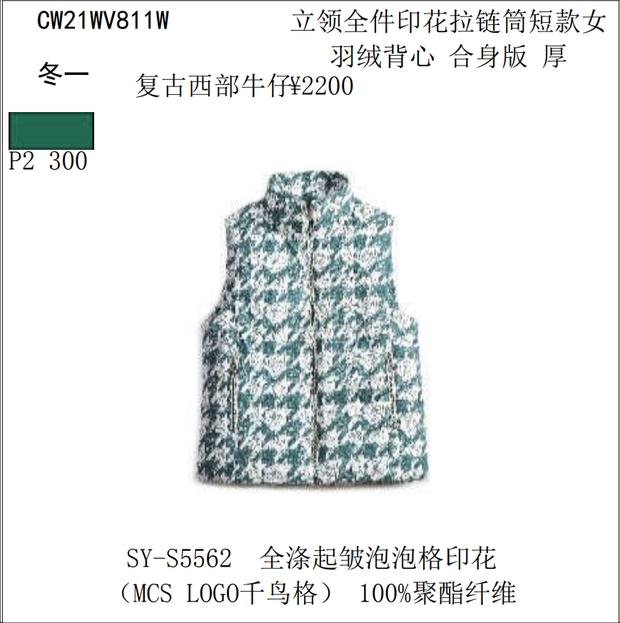 CW21WV811W
立领全件印花拉链筒短款女
羽绒背心 合身版 厚
冬一
复古西部牛仔¥2200
P2 300
SY-S5562 全涤起皱泡泡格印花
（MCS LOGO千鸟格） 100%聚酯纤维